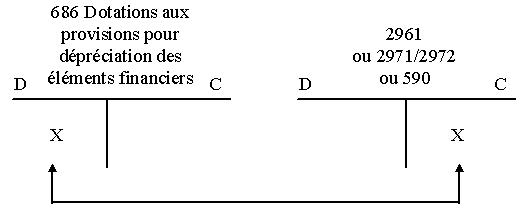 686 Dotations aux
provisions pour
dépréciation des
éléments financiers
D C
X
2961
ou 2971/2972
ou 590
D C
X